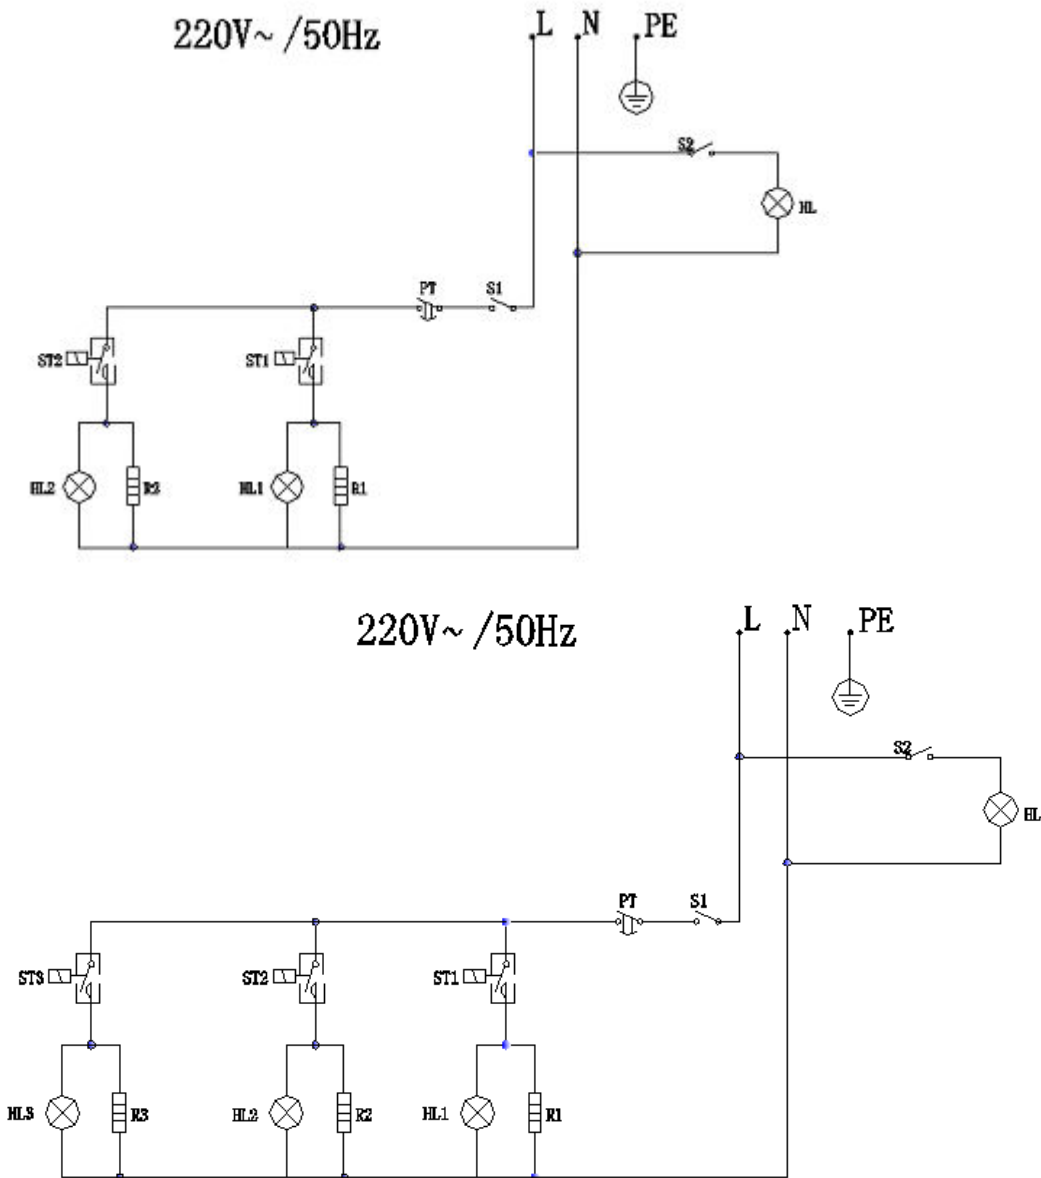 220V~ /50Hz
L N PE
S2
HL
PT S1
ST2 ST1
HL2 R2 HL1 R1
220V~ /50Hz
L N PE
S2
HL
PT S1
ST3 ST2 ST1
HL3 R3 HL2 R2 HL1 R1